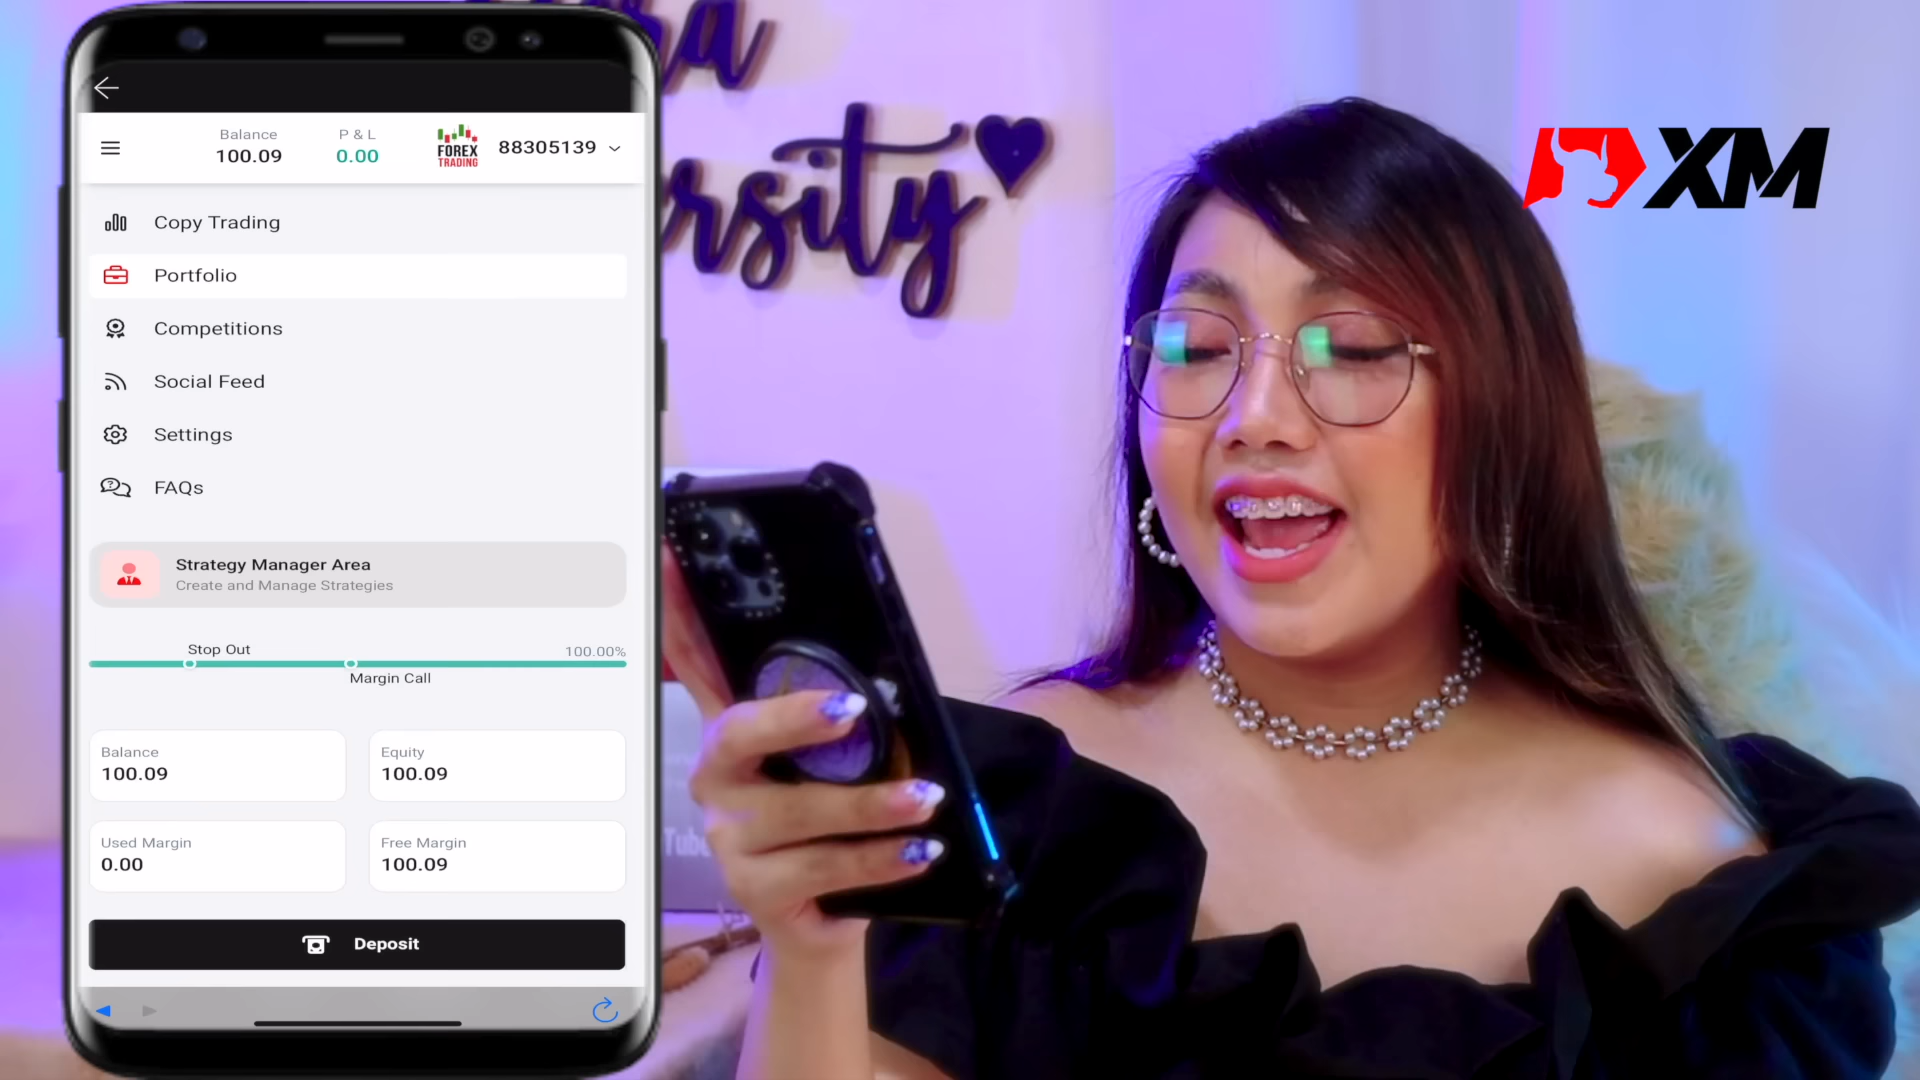 Balance
100.09
P & L
0.00
FOREX
TRADING
88305139
Copy Trading
Portfolio
Competitions
Social Feed
Settings
FAQs
Strategy Manager Area
Create and Manage Strategies
Stop Out
100.00%
Margin Call
Balance
100.09
Equity
100.09
Used Margin
0.00
Free Margin
100.09
Deposit
XM